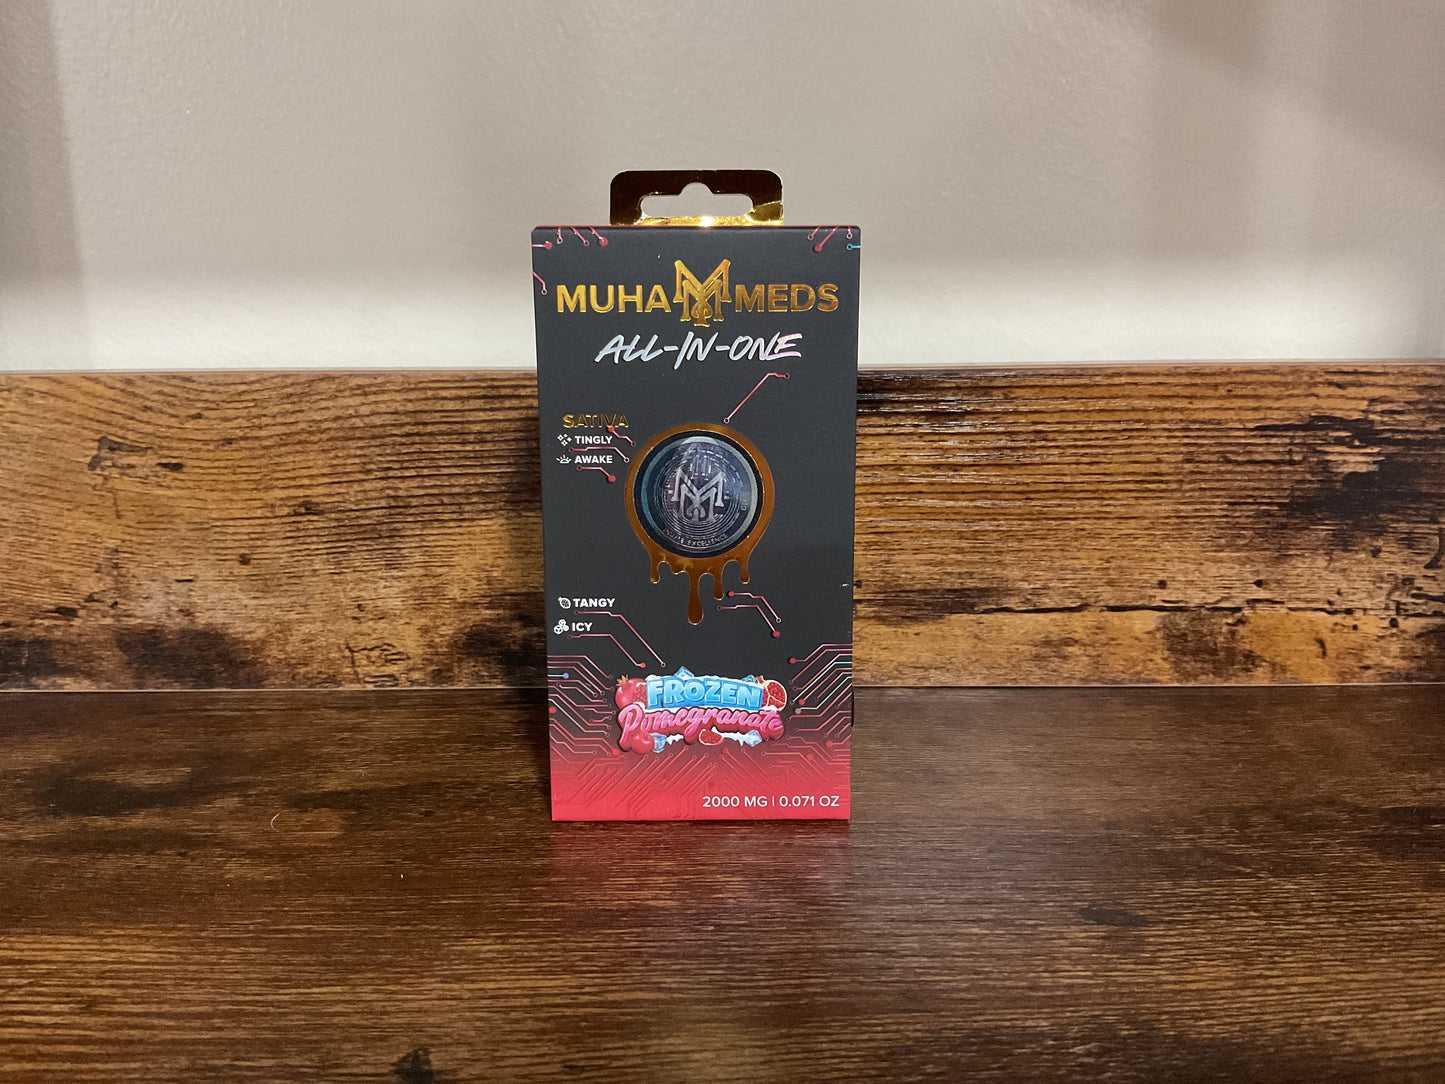 MUHA MEDS
ALL-IN-ONE
SATIVA
TINGLY
AWAKE
TANGY
ICY
FROZEN
Pomegranate
2000 MG | 0.071 OZ